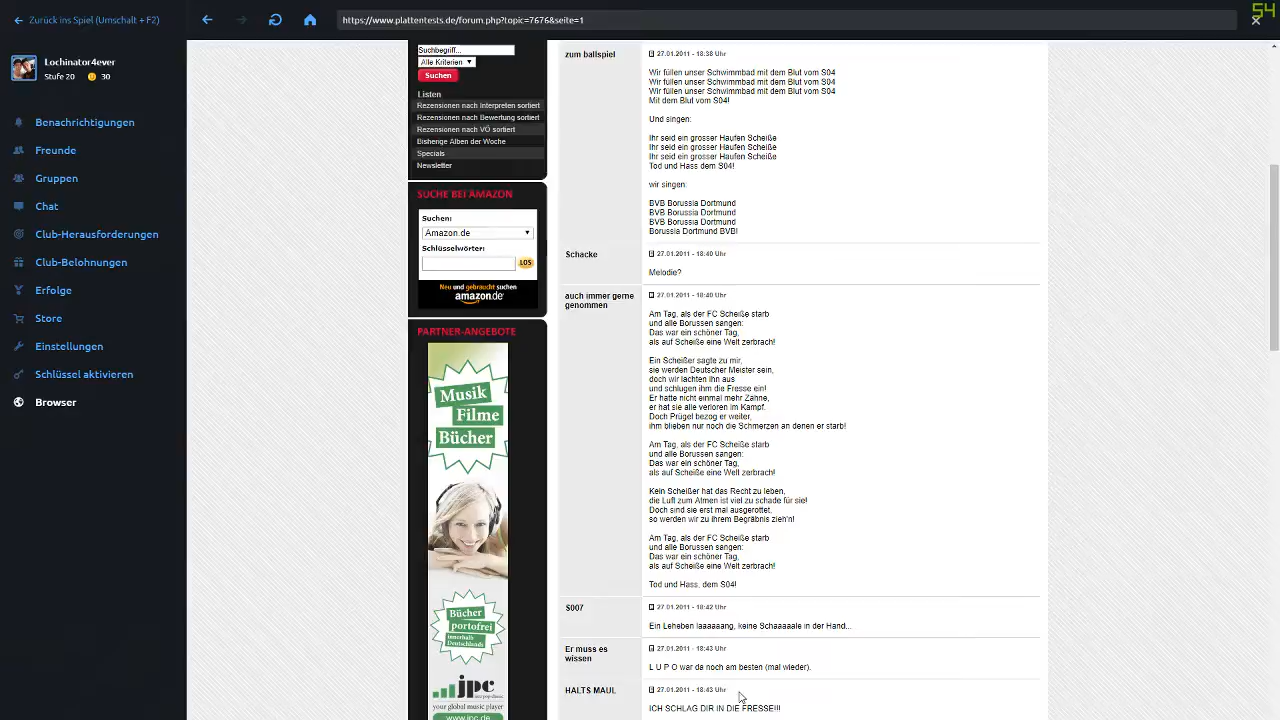 Zurück ins Spiel (Umschalt + F2)
https://www.plattentests.de/forum.php?topic=7676&seite=1
54
Lochinator4ever
Stufe 20
30
Benachrichtigungen
Freunde
Gruppen
Chat
Club-Herausforderungen
Club-Belohnungen
Erfolge
Store
Einstellungen
Schlüssel aktivieren
Browser
Suchbegriff...
Alle Kriterien
Suchen
Listen
Rezensionen nach Interpreten sortiert
Rezensionen nach Bewertung sortiert
Rezensionen nach VÖ sortiert
Bisherige Alben der Woche
Specials
Newsletter
SUCHE BEI AMAZON
Suchen:
Amazon.de
Schlüsselwörter:
LOS
Neu und gebraucht suchen
amazon.de
PARTNER-ANGEBOTE
Musik
Filme
Bücher
Bücher
portofrei
innerhalb
Deutschlands
jpc
your global music player
www.jpc.de
zum ballspiel
27.01.2011 - 18:38 Uhr
Wir füllen unser Schwimmbad mit dem Blut vom S04
Wir füllen unser Schwimmbad mit dem Blut vom S04
Wir füllen unser Schwimmbad mit dem Blut vom S04
Mit dem Blut vom S04!
Und singen:
Ihr seid ein grosser Haufen Scheiße
Ihr seid ein grosser Haufen Scheiße
Ihr seid ein grosser Haufen Scheiße
Tod und Hass dem S04!
wir singen:
BVB Borussia Dortmund
BVB Borussia Dortmund
BVB Borussia Dortmund
Borussia Dortmund BVB!
Schacke
27.01.2011 - 18:40 Uhr
Melodie?
auch immer gerne
genommen
27.01.2011 - 18:40 Uhr
Am Tag, als der FC Scheiße starb
und alle Borussen sangen:
Das war ein schöner Tag,
als auf Scheiße eine Welt zerbrach!
Ein Scheißer sagte zu mir,
sie werden Deutscher Meister sein,
doch wir lachten ihn aus
und schlugen ihm die Fresse ein!
Er hatte nicht einmal mehr Zähne,
er hat sie alle verloren im Kampf.
Doch Prügel bezog er weiter,
ihm blieben nur noch die Schmerzen an denen er starb!
Am Tag, als der FC Scheiße starb
und alle Borussen sangen:
Das war ein schöner Tag,
als auf Scheiße eine Welt zerbrach!
Kein Scheißer hat das Recht zu leben,
die Luft zum Atmen ist viel zu schade für sie!
Doch sind sie erst mal ausgerottet,
so werden wir zu ihrem Begräbnis zieh'n!
Am Tag, als der FC Scheiße starb
und alle Borussen sangen:
Das war ein schöner Tag,
als auf Scheiße eine Welt zerbrach!
Tod und Hass, dem S04!
S007
27.01.2011 - 18:42 Uhr
Ein Leheben laaaaang, keine Schaaaaale in der Hand...
Er muss es
wissen
27.01.2011 - 18:43 Uhr
L U P O war da noch am besten (mal wieder).
HALTS MAUL
27.01.2011 - 18:43 Uhr
ICH SCHLAG DIR IN DIE FRESSE!!!